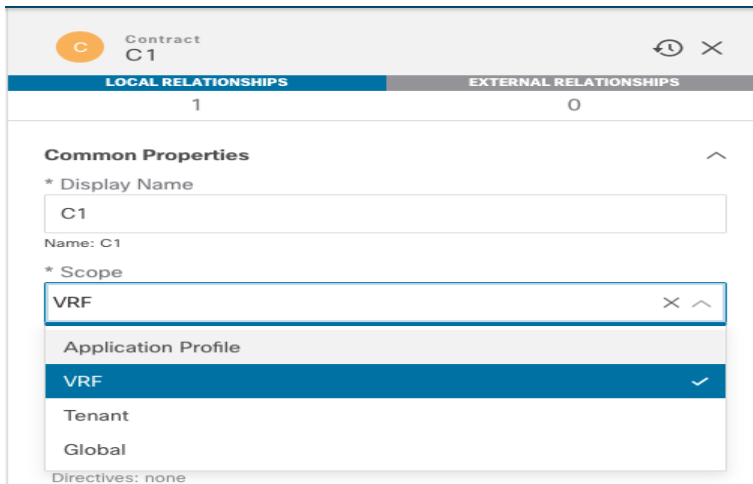 C
Contract
C1
LOCAL RELATIONSHIPS EXTERNAL RELATIONSHIPS
1 0
Common Properties
* Display Name
C1
Name: C1
* Scope
VRF
Application Profile
VRF
Tenant
Global
Directives: none